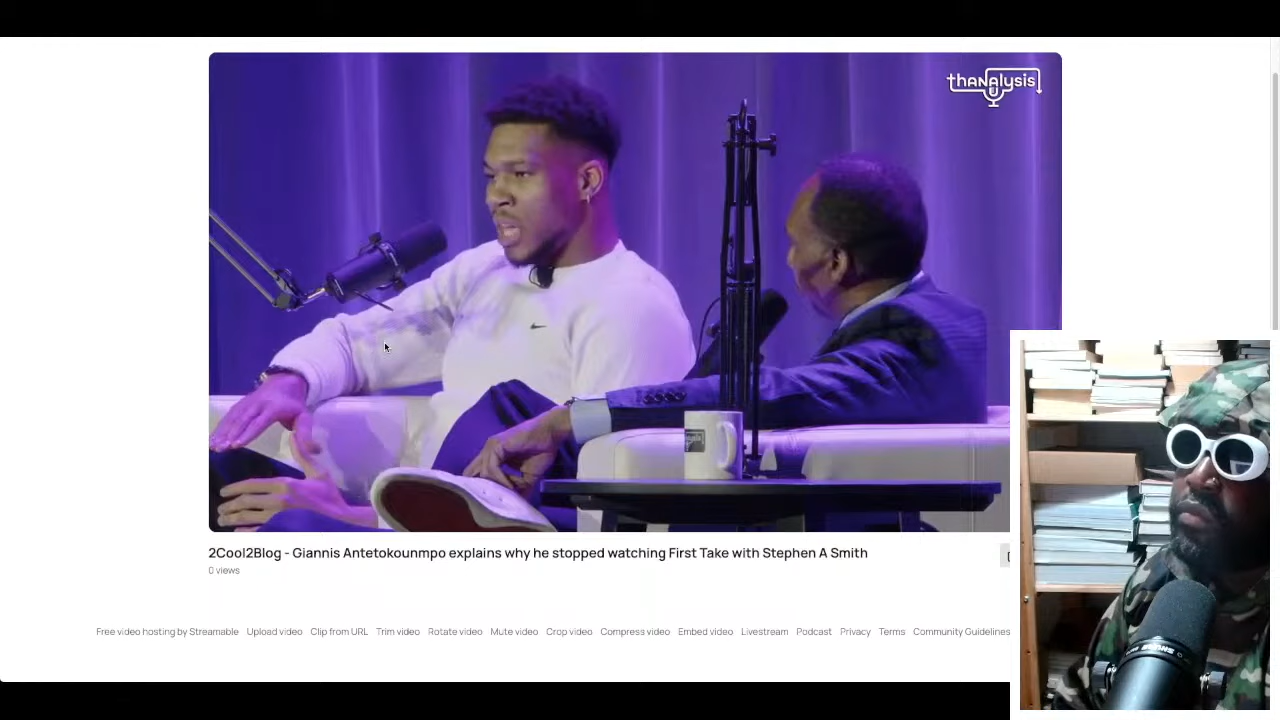 thanalysis
2Cool2Blog - Giannis Antetokounmpo explains why he stopped watching First Take with Stephen A Smith
0 views
Free video hosting by Streamable Upload video Clip from URL Trim video Rotate video Mute video Crop video Compress video Embed video Livestream Podcast Privacy Terms Community Guidelines